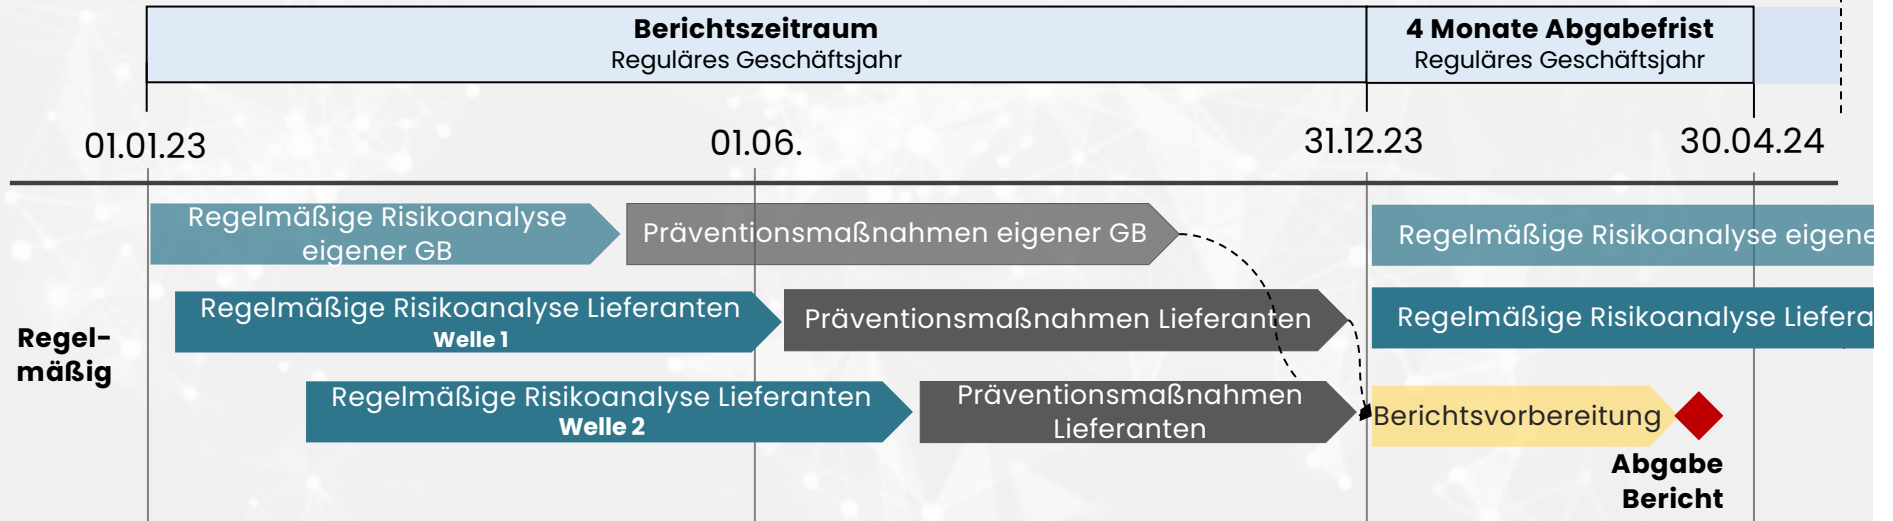 Berichtszeitraum
Reguläres Geschäftsjahr
4 Monate Abgabefrist
Reguläres Geschäftsjahr
01.01.23
01.06.
31.12.23
30.04.24
Regelmäßige Risikoanalyse
eigener GB
Präventionsmaßnahmen eigener GB
Regelmäßige Risikoanalyse eigene
Regel-
mäßig
Regelmäßige Risikoanalyse Lieferanten
Welle 1
Präventionsmaßnahmen Lieferanten
Regelmäßige Risikoanalyse Liefera
Regelmäßige Risikoanalyse Lieferanten
Welle 2
Präventionsmaßnahmen
Lieferanten
Berichtsvorbereitung
Abgabe
Bericht